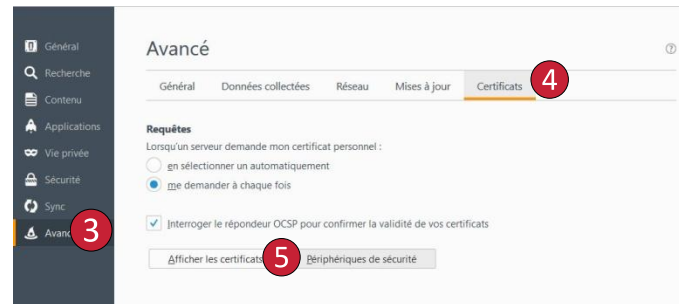 Général
Recherche
Contenu
Applications
Vie privée
Sécurité
Sync
3
Avancé
Général Données collectées Réseau Mises à jour Certificats 4
Requêtes
Lorsqu'un serveur demande mon certificat personnel :
en sélectionner un automatiquement
me demander à chaque fois
Interroger le répondeur OCSP pour confirmer la validité de vos certificats
Afficher les certificats 5 Périphériques de sécurité